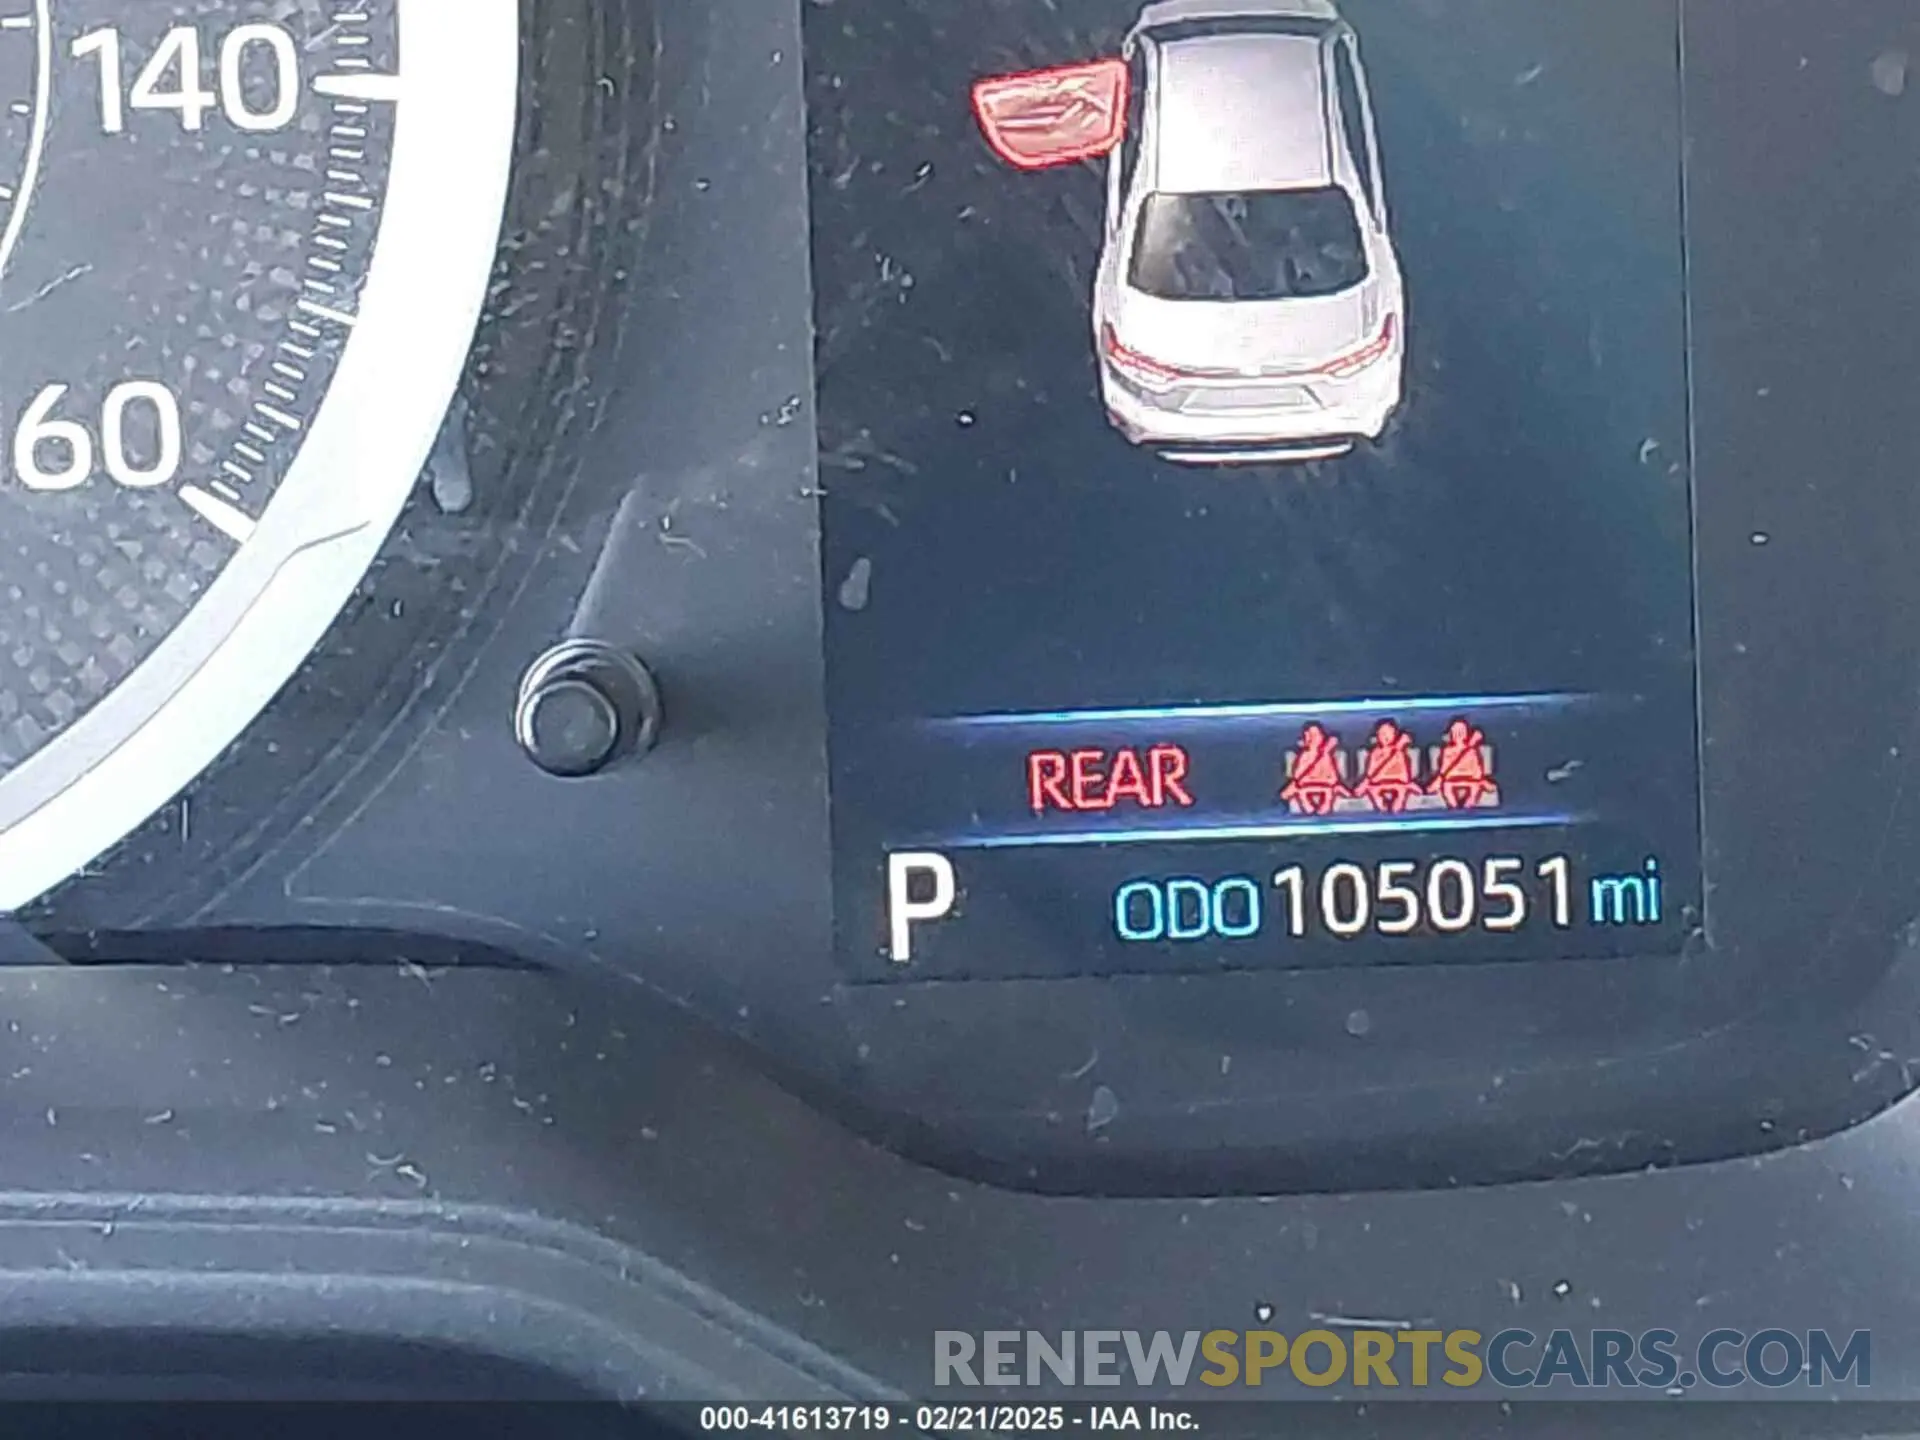 140
60
REAR
P ODO 105051 mi
RENEWSPORTSCARS.COM
000-41613719 - 02/21/2025 - IAA Inc.